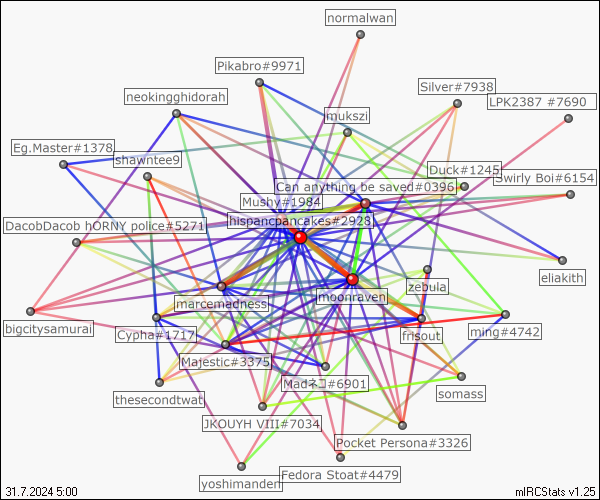 normalwan
Pikabro#9971
Silver#7938
LPK2387 #7690
neokingghidorah
imukszi
Eg.Master#1378
shawntee9
Duck#1245
Swirly Boi#6154
Can anything be saved#0396
Mushy#1984
DacobDacob hORNY police#5271
hispancpancakes#2928
eliakith
zebula
moonraven
marcemadness
bigcitysamurai
Cypha#1717
frisout
ming#4742
Majestic#3375
Madネコ#6901
somass
thesecondtwat
JKOUYH VIII#7034
Pocket Persona#3326
yoshimanden
Fedora Stoat#4479
31.7.2024 5:00
mIRCStats v1.25